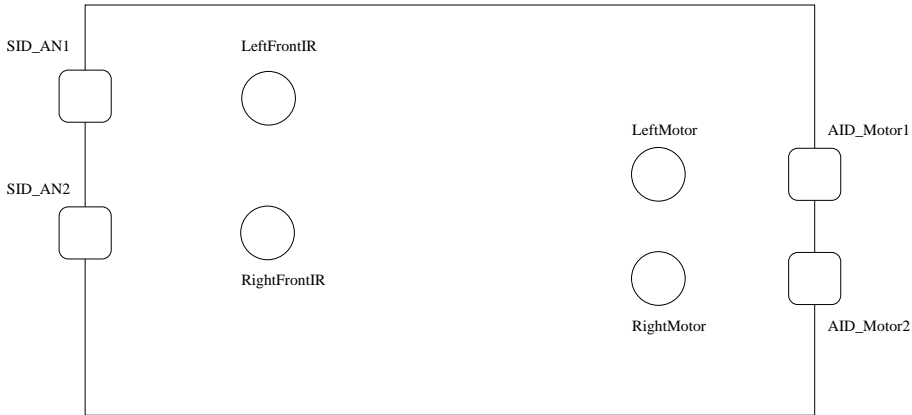 SID_AN1
LeftFrontIR
LeftMotor
AID_Motor1
SID_AN2
RightFrontIR
RightMotor
AID_Motor2